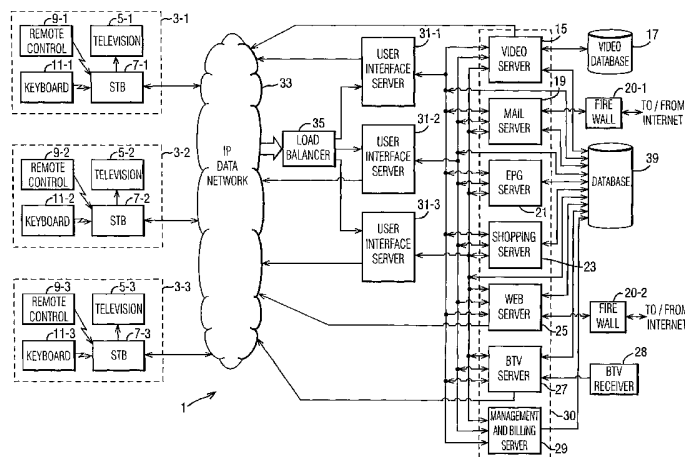 9-1
5-1
3-1
REMOTE CONTROL
TELEVISION
11-1
7-1
KEYBOARD
STB
9-2
5-2
3-2
REMOTE CONTROL
TELEVISION
11-2
7-2
KEYBOARD
STB
9-3
5-3
3-3
REMOTE CONTROL
TELEVISION
11-3
7-3
KEYBOARD
STB
1
33
IP DATA NETWORK
35
LOAD BALANCER
31-1
USER INTERFACE SERVER
31-2
USER INTERFACE SERVER
31-3
USER INTERFACE SERVER
15
VIDEO SERVER
17
VIDEO DATABASE
19
MAIL SERVER
20-1
FIRE WALL
TO / FROM INTERNET
EPG SERVER
21
39
DATABASE
SHOPPING SERVER
23
WEB SERVER
25
20-2
FIRE WALL
TO / FROM INTERNET
BTV SERVER
27
28
BTV RECEIVER
30
MANAGEMENT AND BILLING SERVER
29